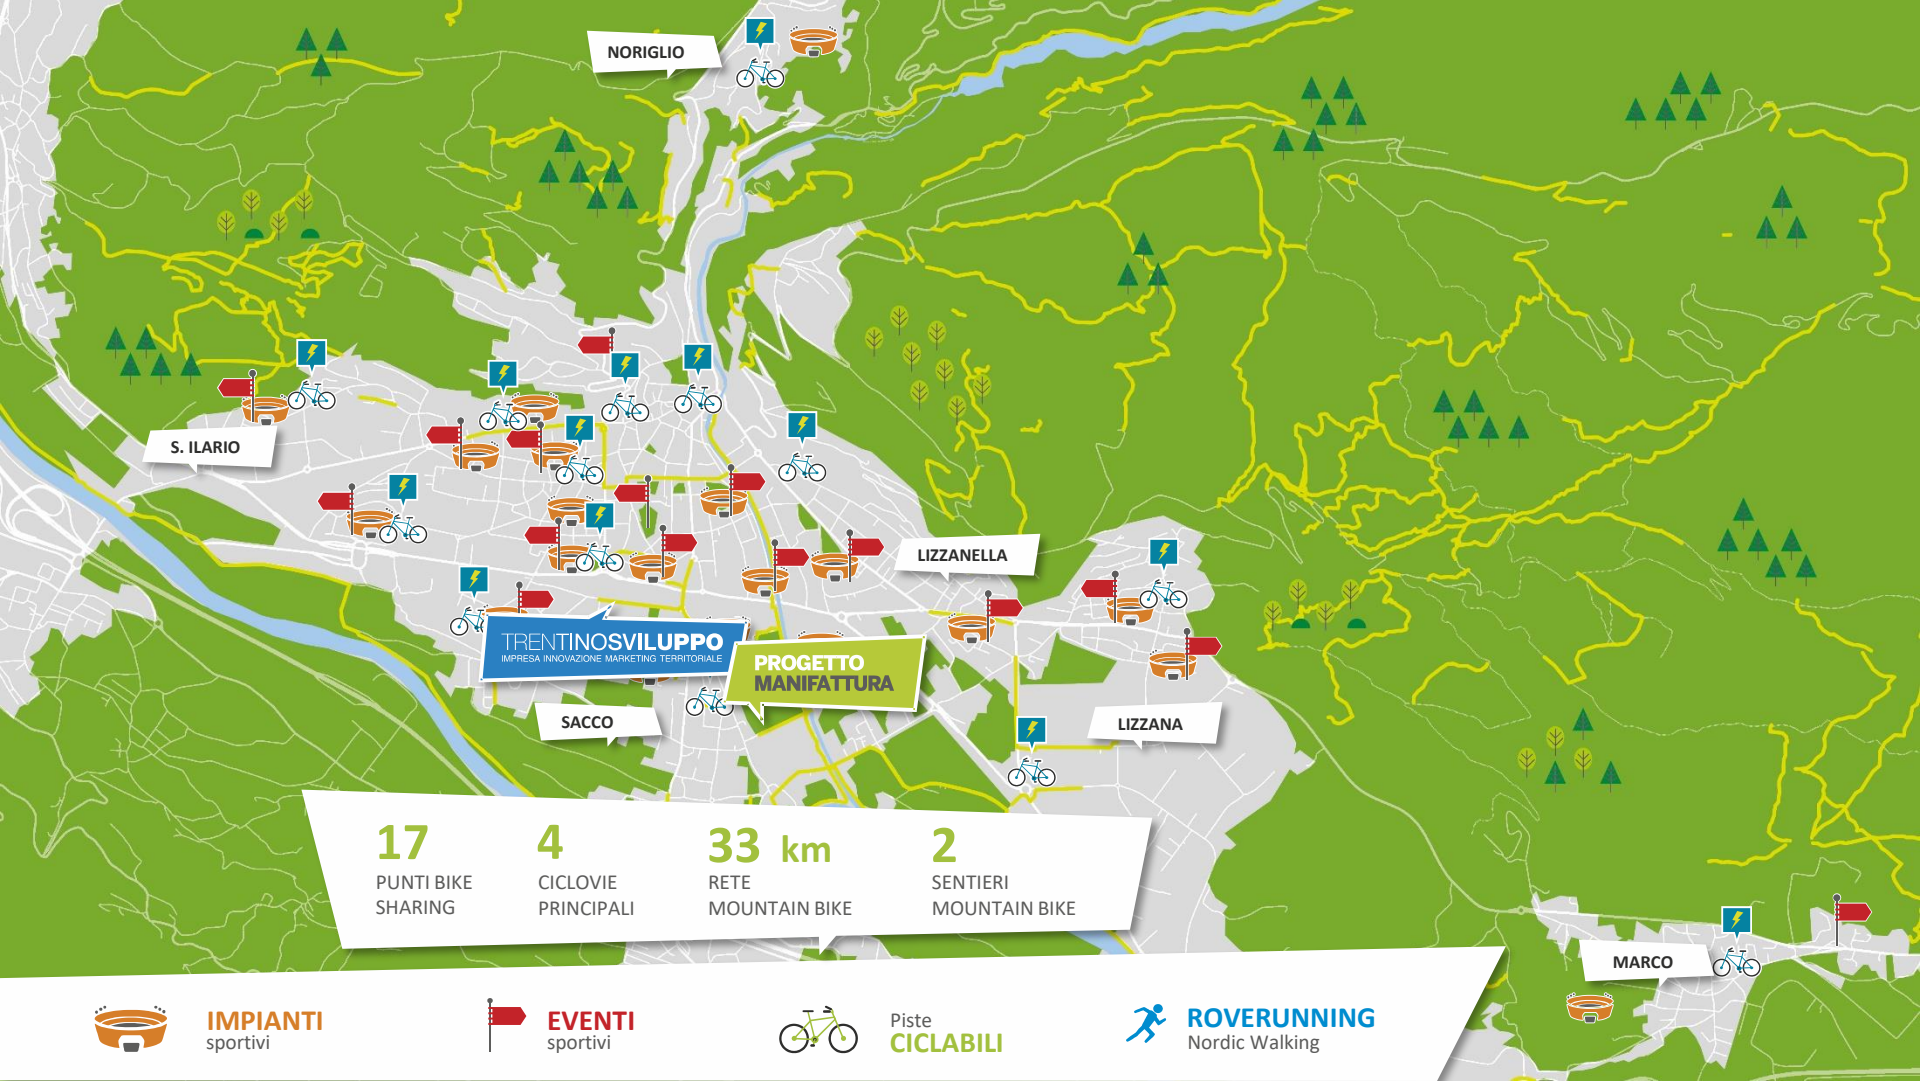 NORIGLIO
S. ILARIO
LIZZANELLA
TRENTINOSVILUPPO
IMPRESA INNOVAZIONE MARKETING TERRITORIALE
PROGETTO
MANIFATTURA
SACCO
LIZZANA
17
PUNTI BIKE
SHARING
4
CICLOVIE
PRINCIPALI
33 km
RETE
MOUNTAIN BIKE
2
SENTIERI
MOUNTAIN BIKE
MARCO
IMPIANTI
sportivi
EVENTI
sportivi
Piste
CICLABILI
ROVERUNNING
Nordic Walking